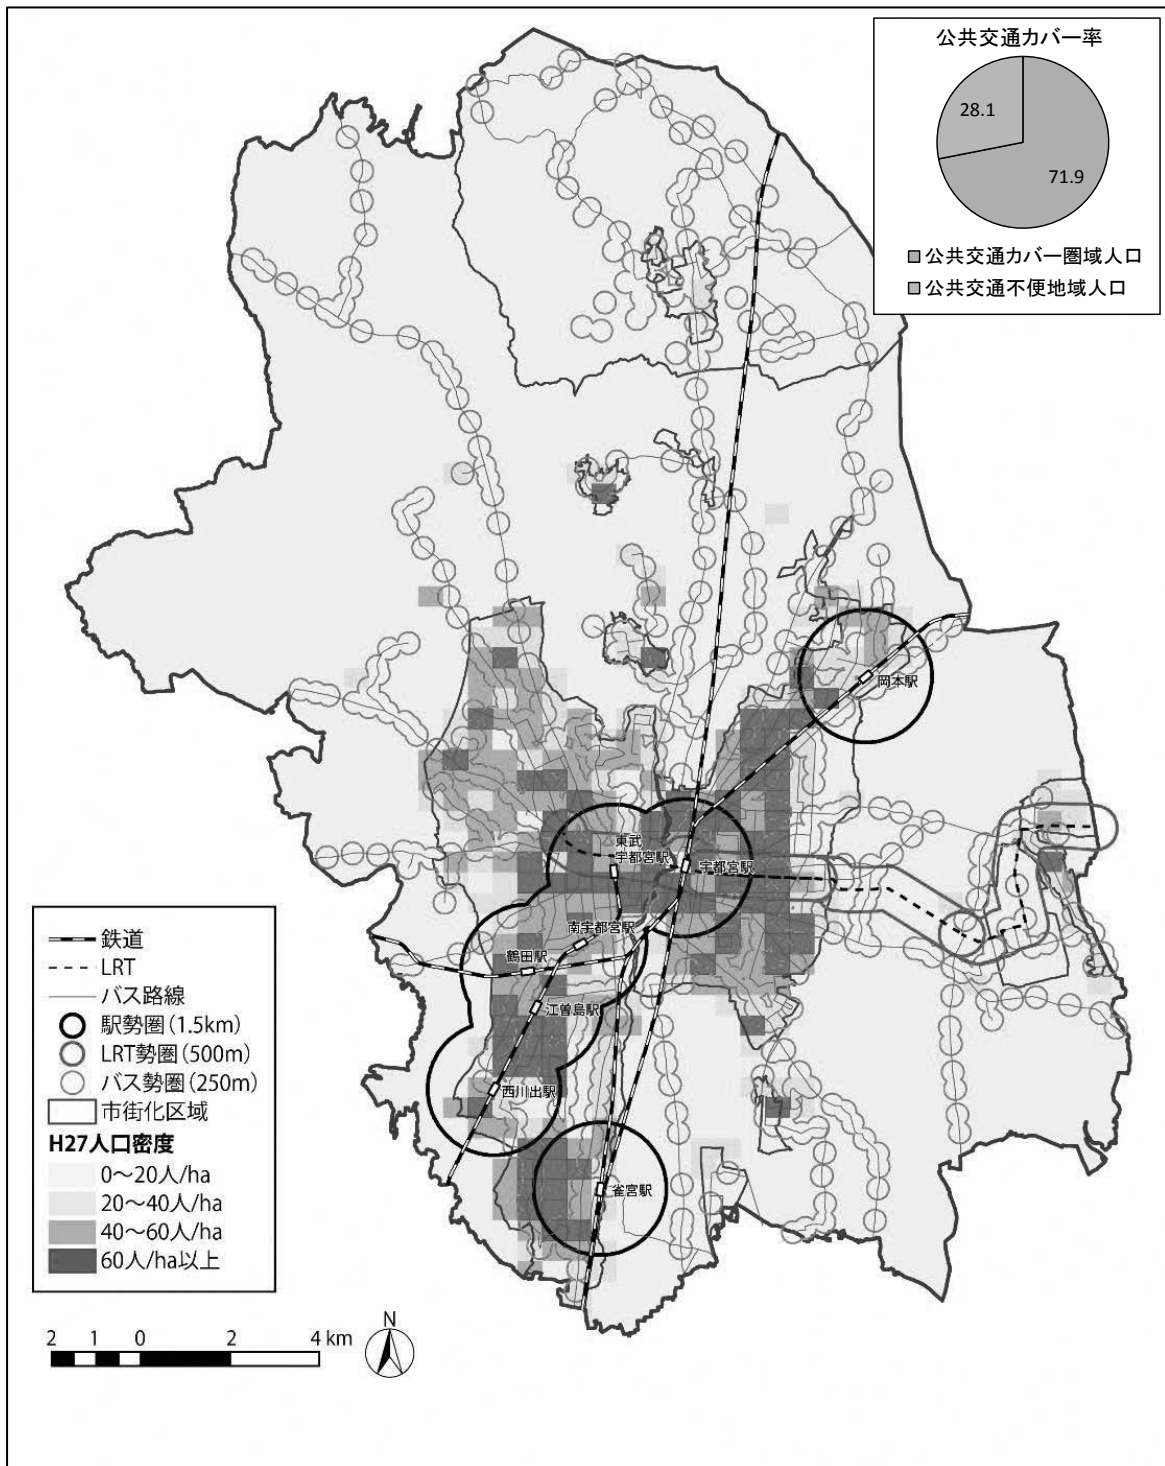 公共交通カバー率
28.1
71.9
公共交通カバー圏域人口
公共交通不便地域人口
岡本駅
東武
宇都宮駅
宇都宮駅
南宇都宮駅
鶴田駅
江曽島駅
西川出駅
雀宮駅
鉄道
LRT
バス路線
駅勢圏(1.5km)
LRT勢圏(500m)
バス勢圏(250m)
市街化区域
H27人口密度
0〜20人/ha
20〜40人/ha
40〜60人/ha
60人/ha以上
2 1 0 2 4 km
N